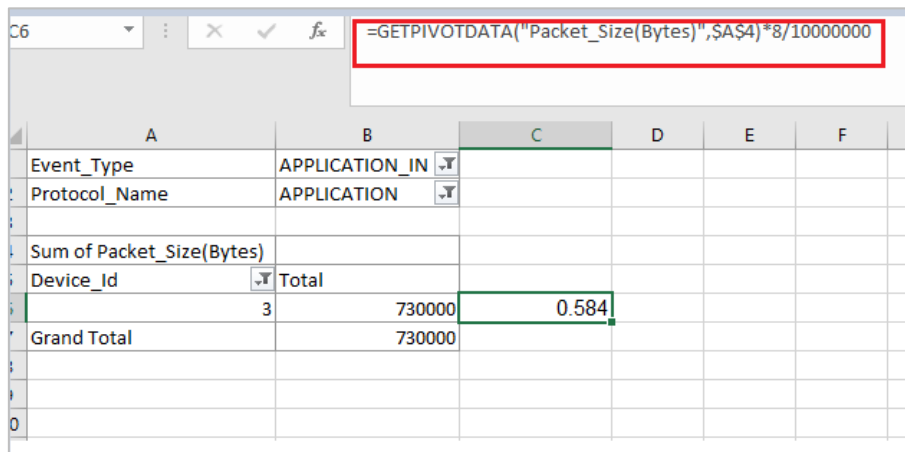 C6 fx =GETPIVOTDATA("Packet_Size(Bytes)",$A$4)*8/10000000
A B C D E F
Event_Type APPLICATION_IN
Protocol_Name APPLICATION
Sum of Packet_Size(Bytes)
Device_Id Total
3 730000 0.584
Grand Total 730000